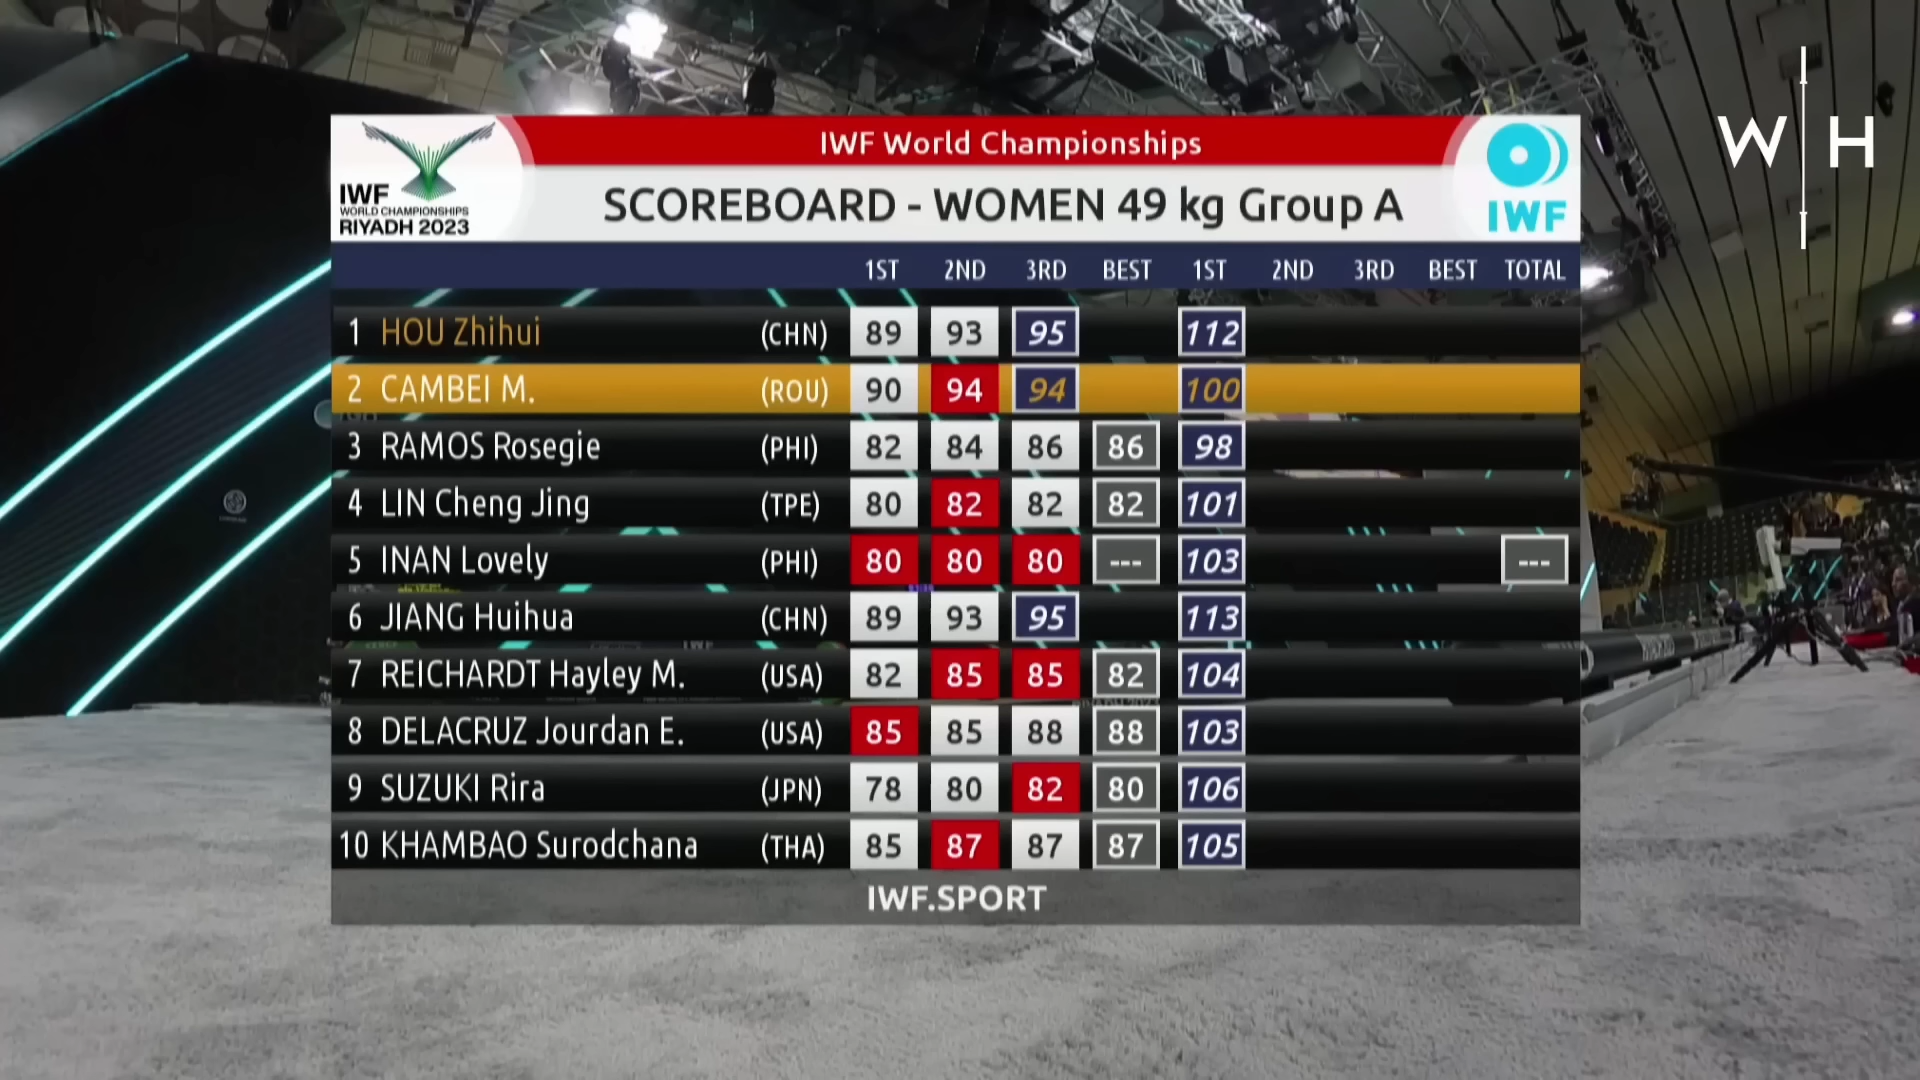 W H
IWF World Championships
IWF
WORLD CHAMPIONSHIPS
RIYADH 2023
SCOREBOARD - WOMEN 49 kg Group A
IWF
1ST 2ND 3RD BEST 1ST 2ND 3RD BEST TOTAL
1 HOU Zhihui (CHN) 89 93 95 112
2 CAMBEI M. (ROU) 90 94 94 100
3 RAMOS Rosegie (PHI) 82 84 86 86 98
4 LIN Cheng Jing (TPE) 80 82 82 82 101
5 INAN Lovely (PHI) 80 80 80 --- 103 ---
6 JIANG Huihua (CHN) 89 93 95 113
7 REICHARDT Hayley M. (USA) 82 85 85 82 104
8 DELACRUZ Jourdan E. (USA) 85 85 88 88 103
9 SUZUKI Rira (JPN) 78 80 82 80 106
10 KHAMBAO Surodchana (THA) 85 87 87 87 105
IWF.SPORT